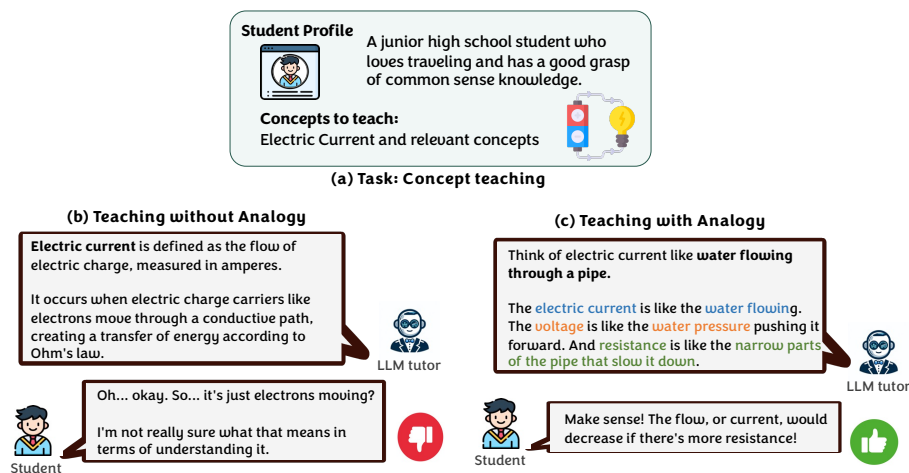 Student Profile
A junior high school student who
loves traveling and has a good grasp
of common sense knowledge.
Concepts to teach:
Electric Current and relevant concepts
(a) Task: Concept teaching
(b) Teaching without Analogy
Electric current is defined as the flow of
electric charge, measured in amperes.
It occurs when electric charge carriers like
electrons move through a conductive path,
creating a transfer of energy according to
Ohm's law.
LLM tutor
Oh... okay. So... it's just electrons moving?
I'm not really sure what that means in
terms of understanding it.
Student
(c) Teaching with Analogy
Think of electric current like water flowing
through a pipe.
The electric current is like the water flowing.
The voltage is like the water pressure pushing it
forward. And resistance is like the narrow parts
of the pipe that slow it down.
LLM tutor
Make sense! The flow, or current, would
decrease if there's more resistance!
Student